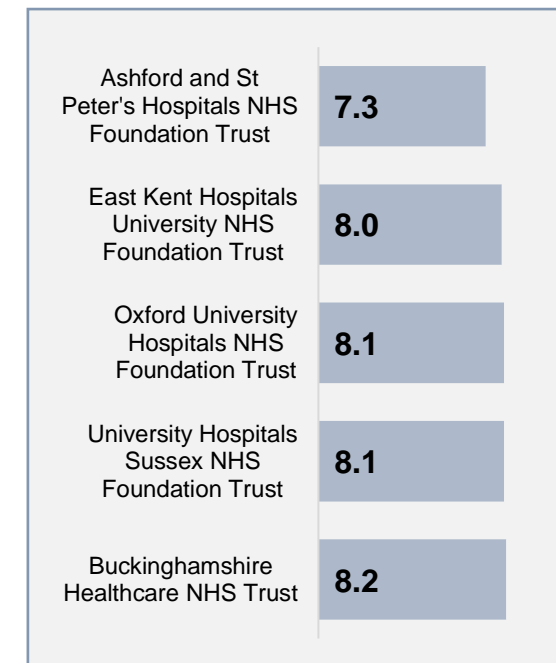 Ashford and St
Peter's Hospitals NHS
Foundation Trust
7.3
East Kent Hospitals
University NHS
Foundation Trust
8.0
Oxford University
Hospitals NHS
Foundation Trust
8.1
University Hospitals
Sussex NHS
Foundation Trust
8.1
Buckinghamshire
Healthcare NHS Trust
8.2